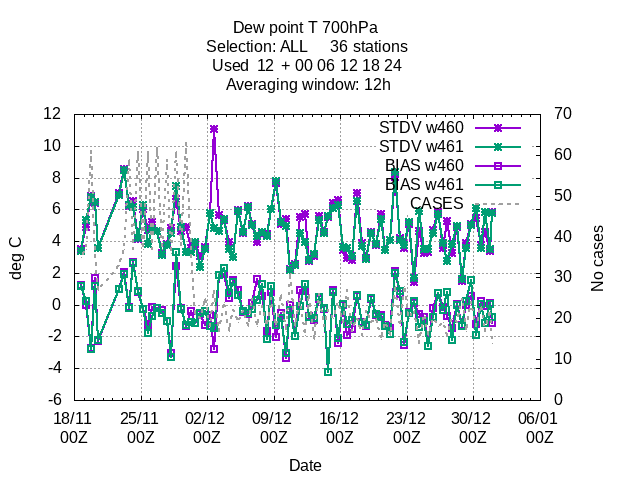 Dew point T 700hPa
Selection: ALL 36 stations
Used 12 + 00 06 12 18 24
Averaging window: 12h
deg C
12
10
8
6
4
2
0
-2
-4
-6
STDV w460
STDV w461
BIAS w460
BIAS w461
CASES
70
60
50
40
30
20
10
0
No cases
18/11 25/11 02/12 09/12 16/12 23/12 30/12 06/01
00Z 00Z 00Z 00Z 00Z 00Z 00Z 00Z
Date